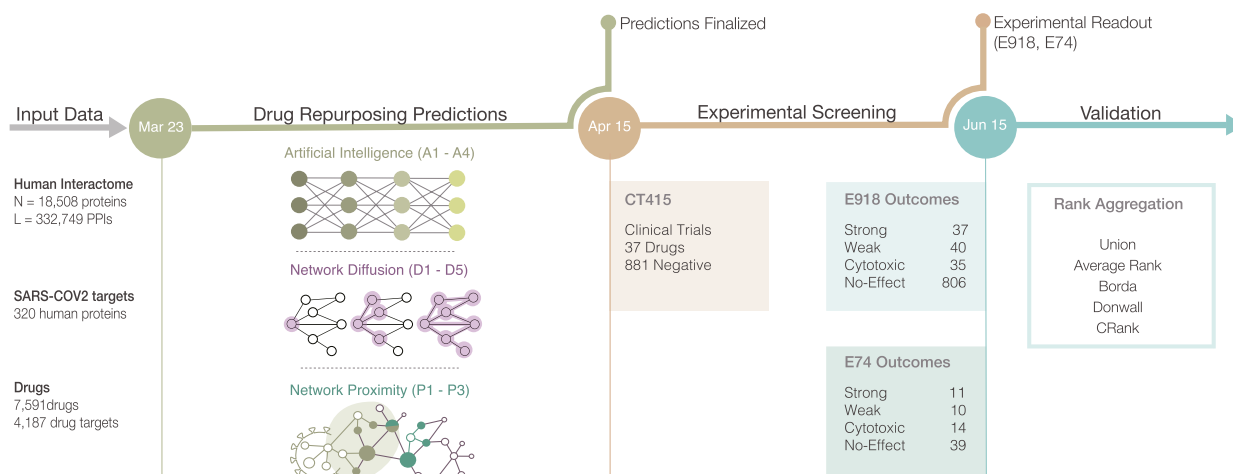 Predictions Finalized
Experimental Readout
(E918, E74)
Input Data
Mar 23
Drug Repurposing Predictions
Apr 15
Experimental Screening
Jun 15
Validation
Human Interactome
N = 18,508 proteins
L = 332,749 PPIs
SARS-COV2 targets
320 human proteins
Drugs
7,591drugs
4,187 drug targets
Artificial Intelligence (A1 - A4)
Network Diffusion (D1 - D5)
Network Proximity (P1 - P3)
CT415
Clinical Trials
37 Drugs
881 Negative
E918 Outcomes
Strong 37
Weak 40
Cytotoxic 35
No-Effect 806
E74 Outcomes
Strong 11
Weak 10
Cytotoxic 14
No-Effect 39
Rank Aggregation
Union
Average Rank
Borda
Donwall
CRank